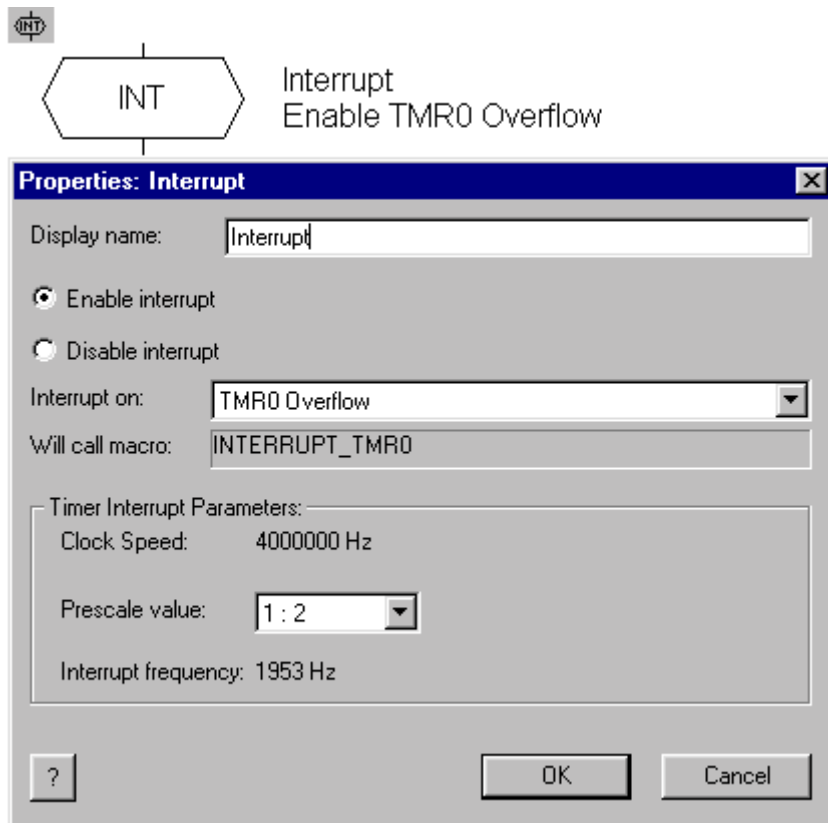 INT
INT
Interrupt
Enable TMR0 Overflow
Properties: Interrupt
Display name: Interrupt
Enable interrupt
Disable interrupt
Interrupt on: TMR0 Overflow
Will call macro: INTERRUPT_TMR0
Timer Interrupt Parameters:
Clock Speed: 4000000 Hz
Prescale value: 1 : 2
Interrupt frequency: 1953 Hz
? OK Cancel